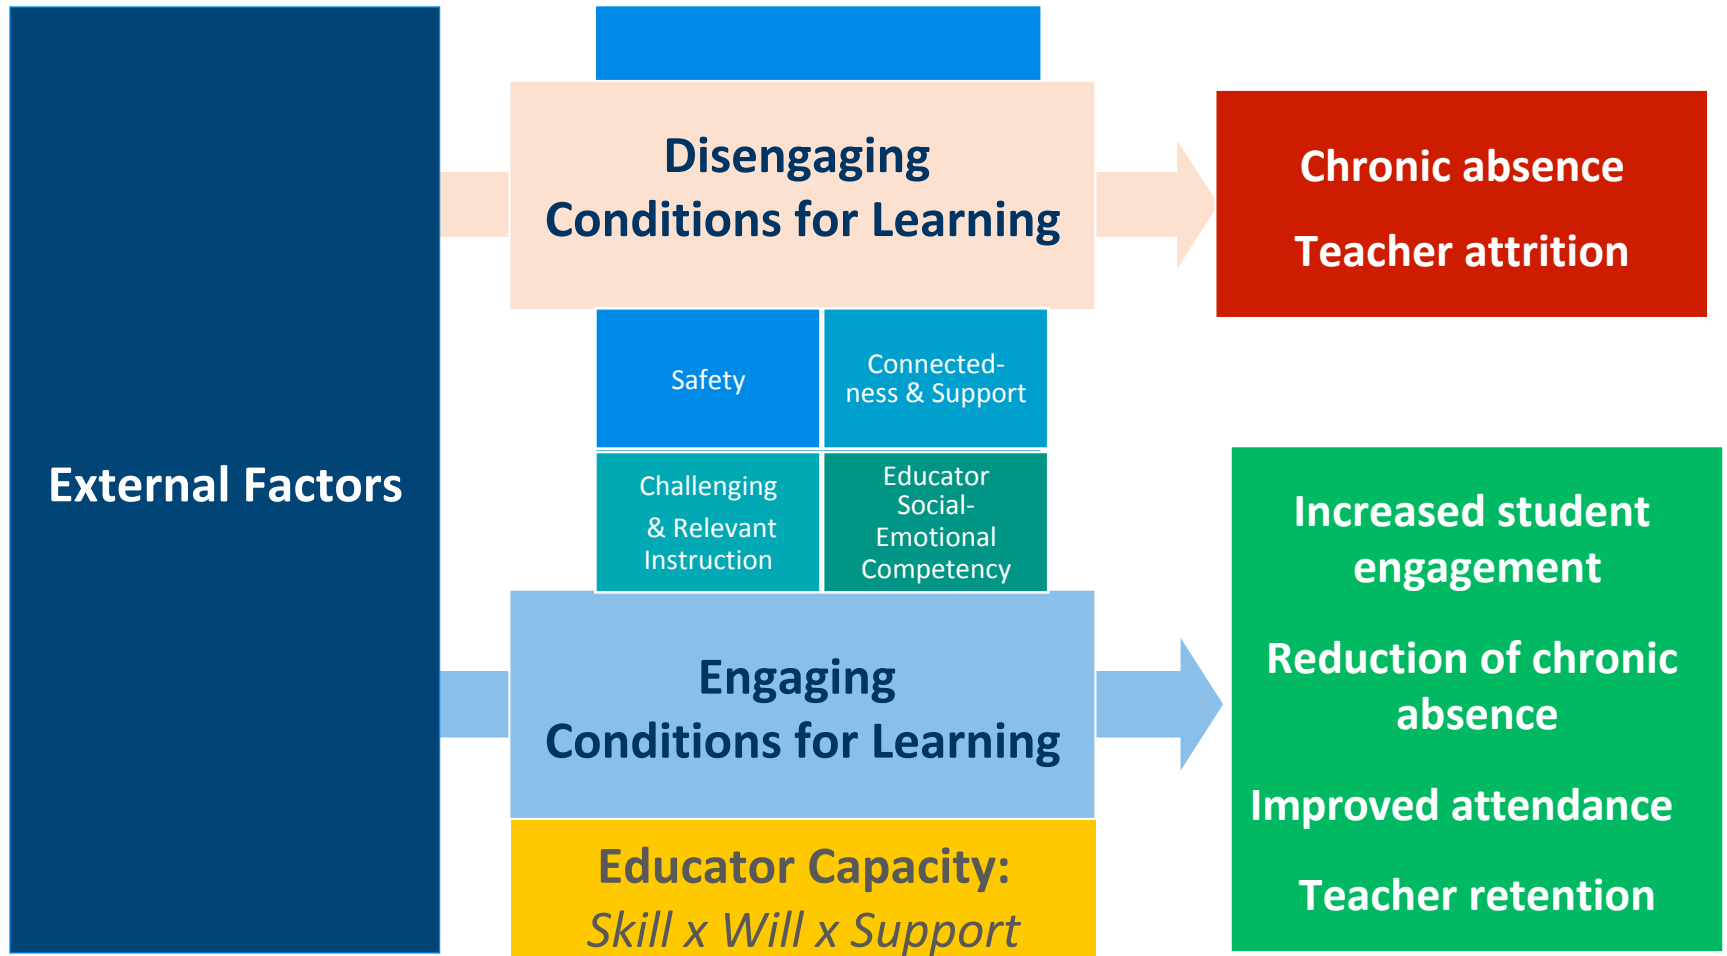 External Factors
Disengaging
Conditions for Learning
Safety
Connected-
ness & Support
Challenging
& Relevant
Instruction
Educator
Social-
Emotional
Competency
Engaging
Conditions for Learning
Educator Capacity:
Skill x Will x Support
Chronic absence
Teacher attrition
Increased student
engagement
Reduction of chronic
absence
Improved attendance
Teacher retention